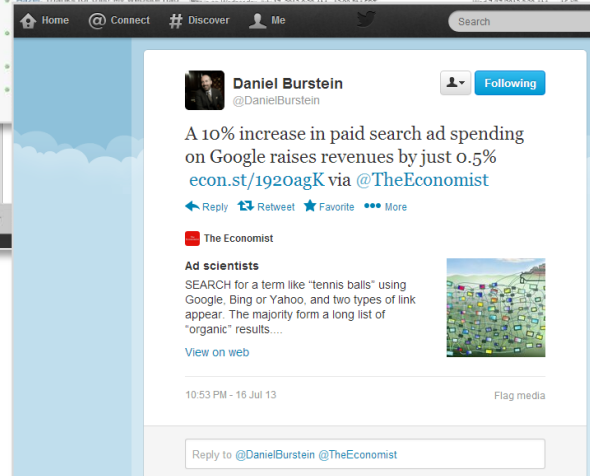 Home @ Connect # Discover Me Search
Daniel Burstein
@DanielBurstein
Following
A 10% increase in paid search ad spending
on Google raises revenues by just 0.5%
econ.st/1920agK via @TheEconomist
Reply Retweet Favorite More
The Economist
Ad scientists
SEARCH for a term like “tennis balls” using
Google, Bing or Yahoo, and two types of link
appear. The majority form a long list of
“organic” results....
View on web
10:53 PM - 16 Jul 13
Flag media
Reply to @DanielBurstein @TheEconomist